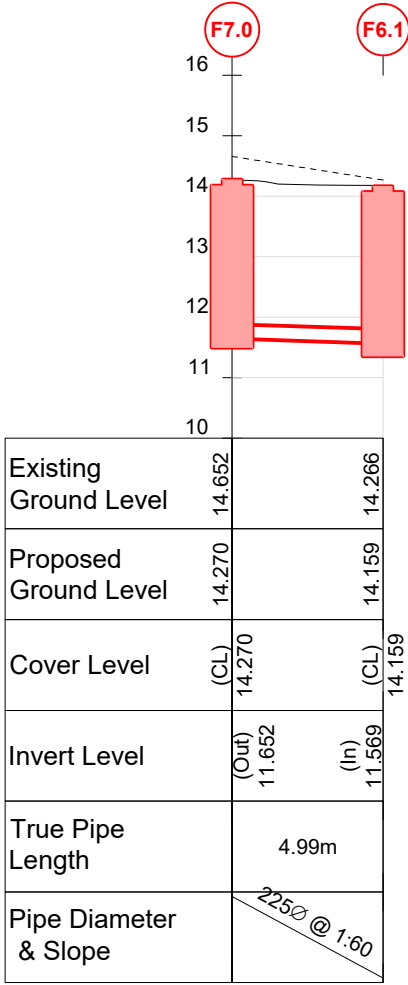 F7.0
F6.1
16
15
14
13
12
11
10
Existing
Ground Level
14.652
14.266
Proposed
Ground Level
14.270
14.159
Cover Level
(CL)
14.270
(CL)
14.159
Invert Level
(Out)
11.652
(In)
11.569
True Pipe
Length
4.99m
Pipe Diameter
& Slope
225∅ @ 1:60